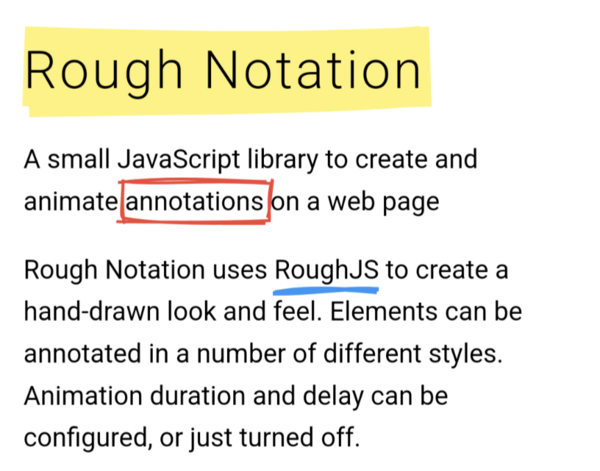 Rough Notation
A small JavaScript library to create and
animate annotations on a web page
Rough Notation uses RoughJS to create a
hand-drawn look and feel. Elements can be
annotated in a number of different styles.
Animation duration and delay can be
configured, or just turned off.